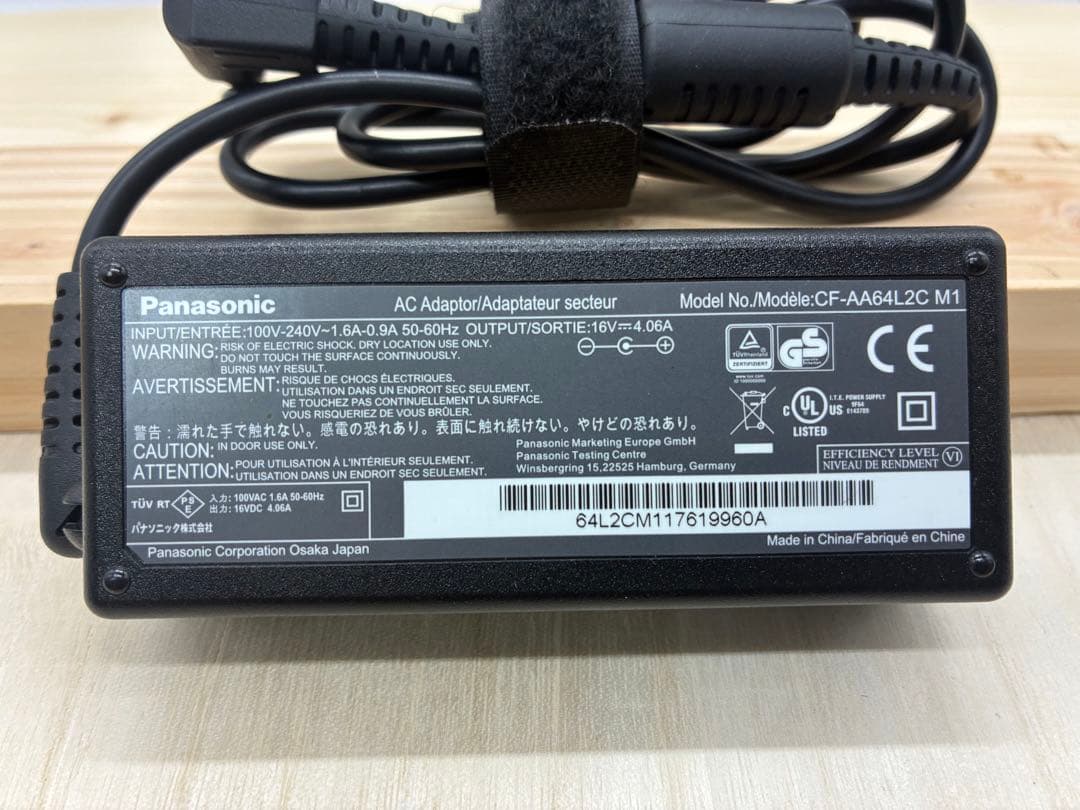 Panasonic AC Adaptor/Adaptateur secteur Model No./Modèle:CF-AA64L2C M1
INPUT/ENTRÉE:100V-240V~1.6A-0.9A 50-60Hz OUTPUT/SORTIE:16V⎓4.06A
WARNING: RISK OF ELECTRIC SHOCK. DRY LOCATION USE ONLY.
DO NOT TOUCH THE SURFACE CONTINUOUSLY.
BURNS MAY RESULT.
AVERTISSEMENT: RISQUE DE CHOCS ÉLECTRIQUES.
UTILISATION DANS UN ENDROIT SEC SEULEMENT.
NE TOUCHEZ PAS CONTINUELLEMENT LA SURFACE.
VOUS RISQUERIEZ DE VOUS BRÛLER.
警告：濡れた手で触れない。感電の恐れあり。表面に触れ続けない。やけどの恐れあり。
CAUTION: IN DOOR USE ONLY.
ATTENTION: POUR UTILISATION À L'INTÉRIEUR SEULEMENT.
UTILISATION DANS UN ENDROIT SEC SEULEMENT.
Panasonic Marketing Europe GmbH
Panasonic Testing Centre
Winsbergring 15,22525 Hamburg, Germany
TÜVRheinland
ZERTIFIZIERT
GS
CE
C UL US
LISTED
I.T.E. POWER SUPPLY
E143709
EFFICIENCY LEVEL VI
NIVEAU DE RENDMENT
TÜV RT PSE
入力: 100VAC 1.6A 50-60Hz
出力: 16VDC 4.06A
パナソニック株式会社
64L2CM117619960A
Panasonic Corporation Osaka Japan
Made in China/Fabriqué en Chine